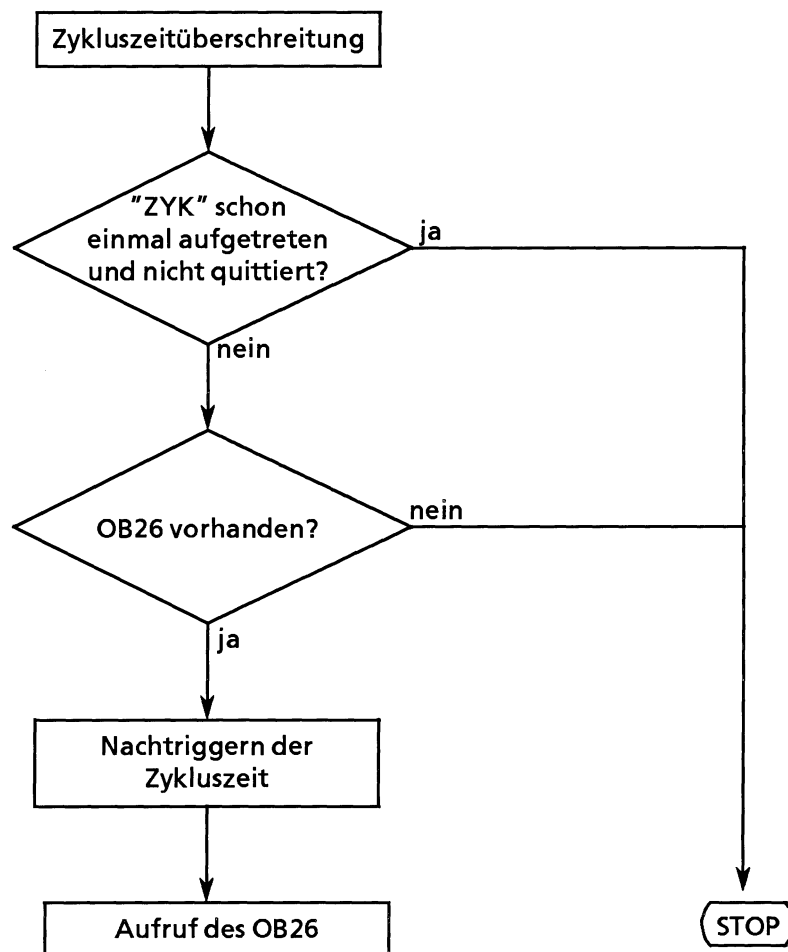 Zykluszeitüberschreitung
"ZYK" schon
einmal aufgetreten
und nicht quittiert?
ja
nein
OB26 vorhanden?
nein
ja
Nachtriggern der
Zykluszeit
Aufruf des OB26
STOP